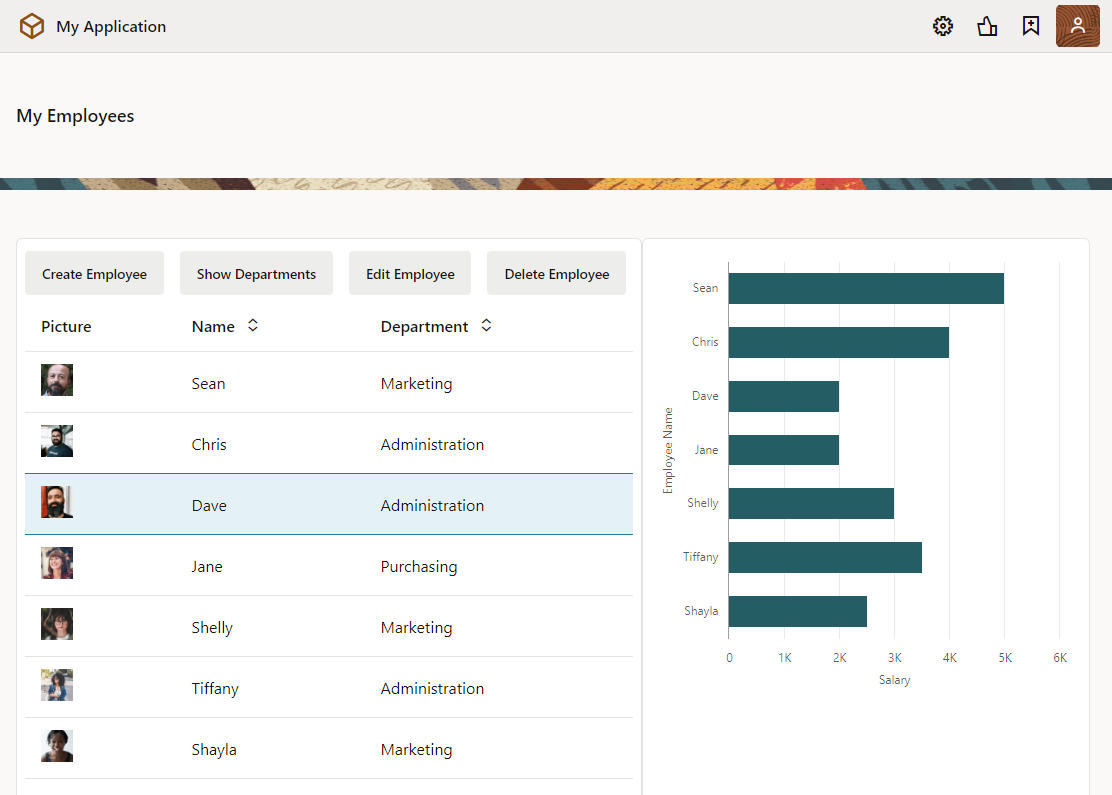 My Application
My Employees
Create Employee Show Departments Edit Employee Delete Employee
Picture Name Department
Sean Marketing
Chris Administration
Dave Administration
Jane Purchasing
Shelly Marketing
Tiffany Administration
Shayla Marketing
Employee Name
Sean
Chris
Dave
Jane
Shelly
Tiffany
Shayla
0 1K 2K 3K 4K 5K 6K
Salary